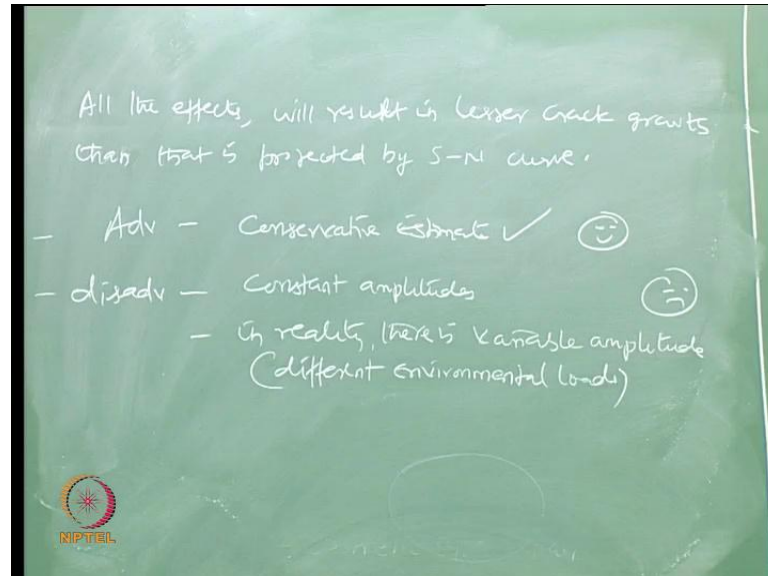 All the effects, will result in lesser crack growts
than that is projected by S-N curve.
- Adv - Conservative estimate ✓
- disadv - Constant amplitudes
- in reality, there is variable amplitude
(different environmental loads)
NPTEL